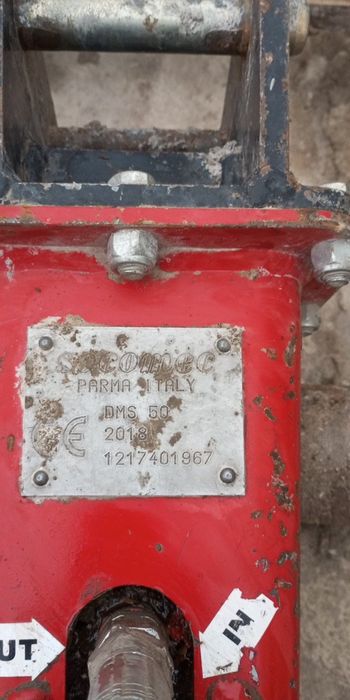 socomec
PARMA ITALY
DMS 50
2018
CE
1217401967
UT
IN